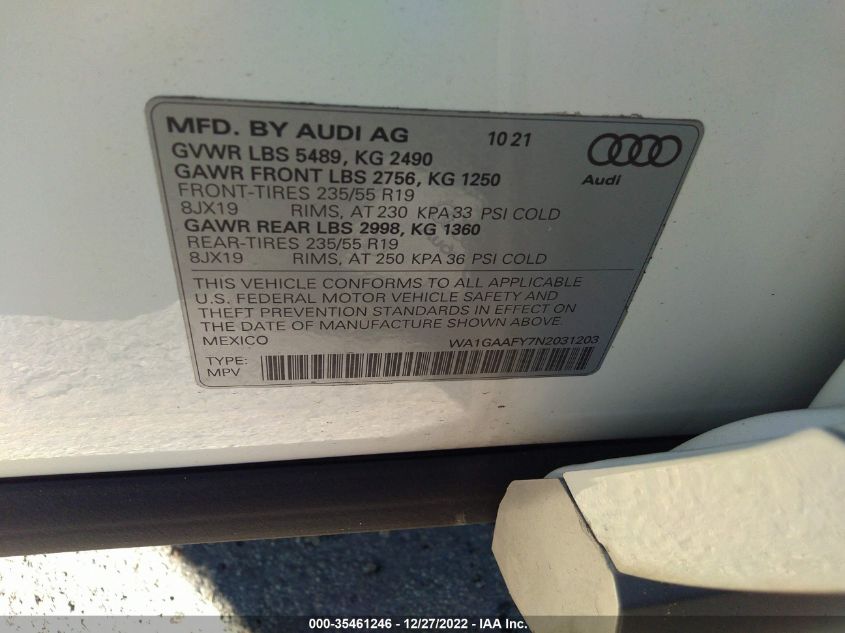 MFD. BY AUDI AG 10 21
GVWR LBS 5489, KG 2490
GAWR FRONT LBS 2756, KG 1250
Audi
FRONT-TIRES 235/55 R19
8JX19 RIMS, AT 230 KPA 33 PSI COLD
GAWR REAR LBS 2998, KG 1360
REAR-TIRES 235/55 R19
8JX19 RIMS, AT 250 KPA 36 PSI COLD
THIS VEHICLE CONFORMS TO ALL APPLICABLE
U.S. FEDERAL MOTOR VEHICLE SAFETY AND
THEFT PREVENTION STANDARDS IN EFFECT ON
THE DATE OF MANUFACTURE SHOWN ABOVE.
MEXICO WA1GAAFY7N2031203
TYPE:
MPV
000-35461246 - 12/27/2022 - IAA Inc.